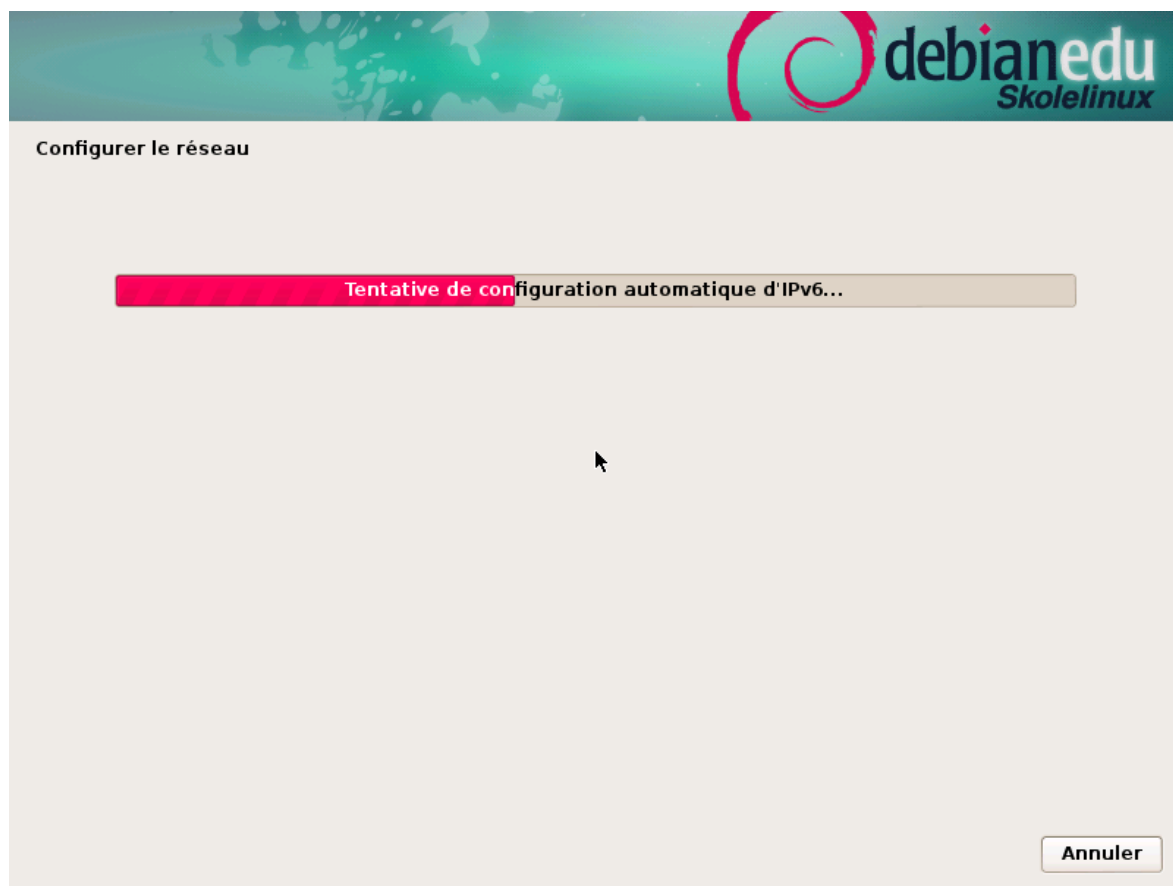 debianedu
Skolelinux
Configurer le réseau
Tentative de configuration automatique d'IPv6...
Annuler